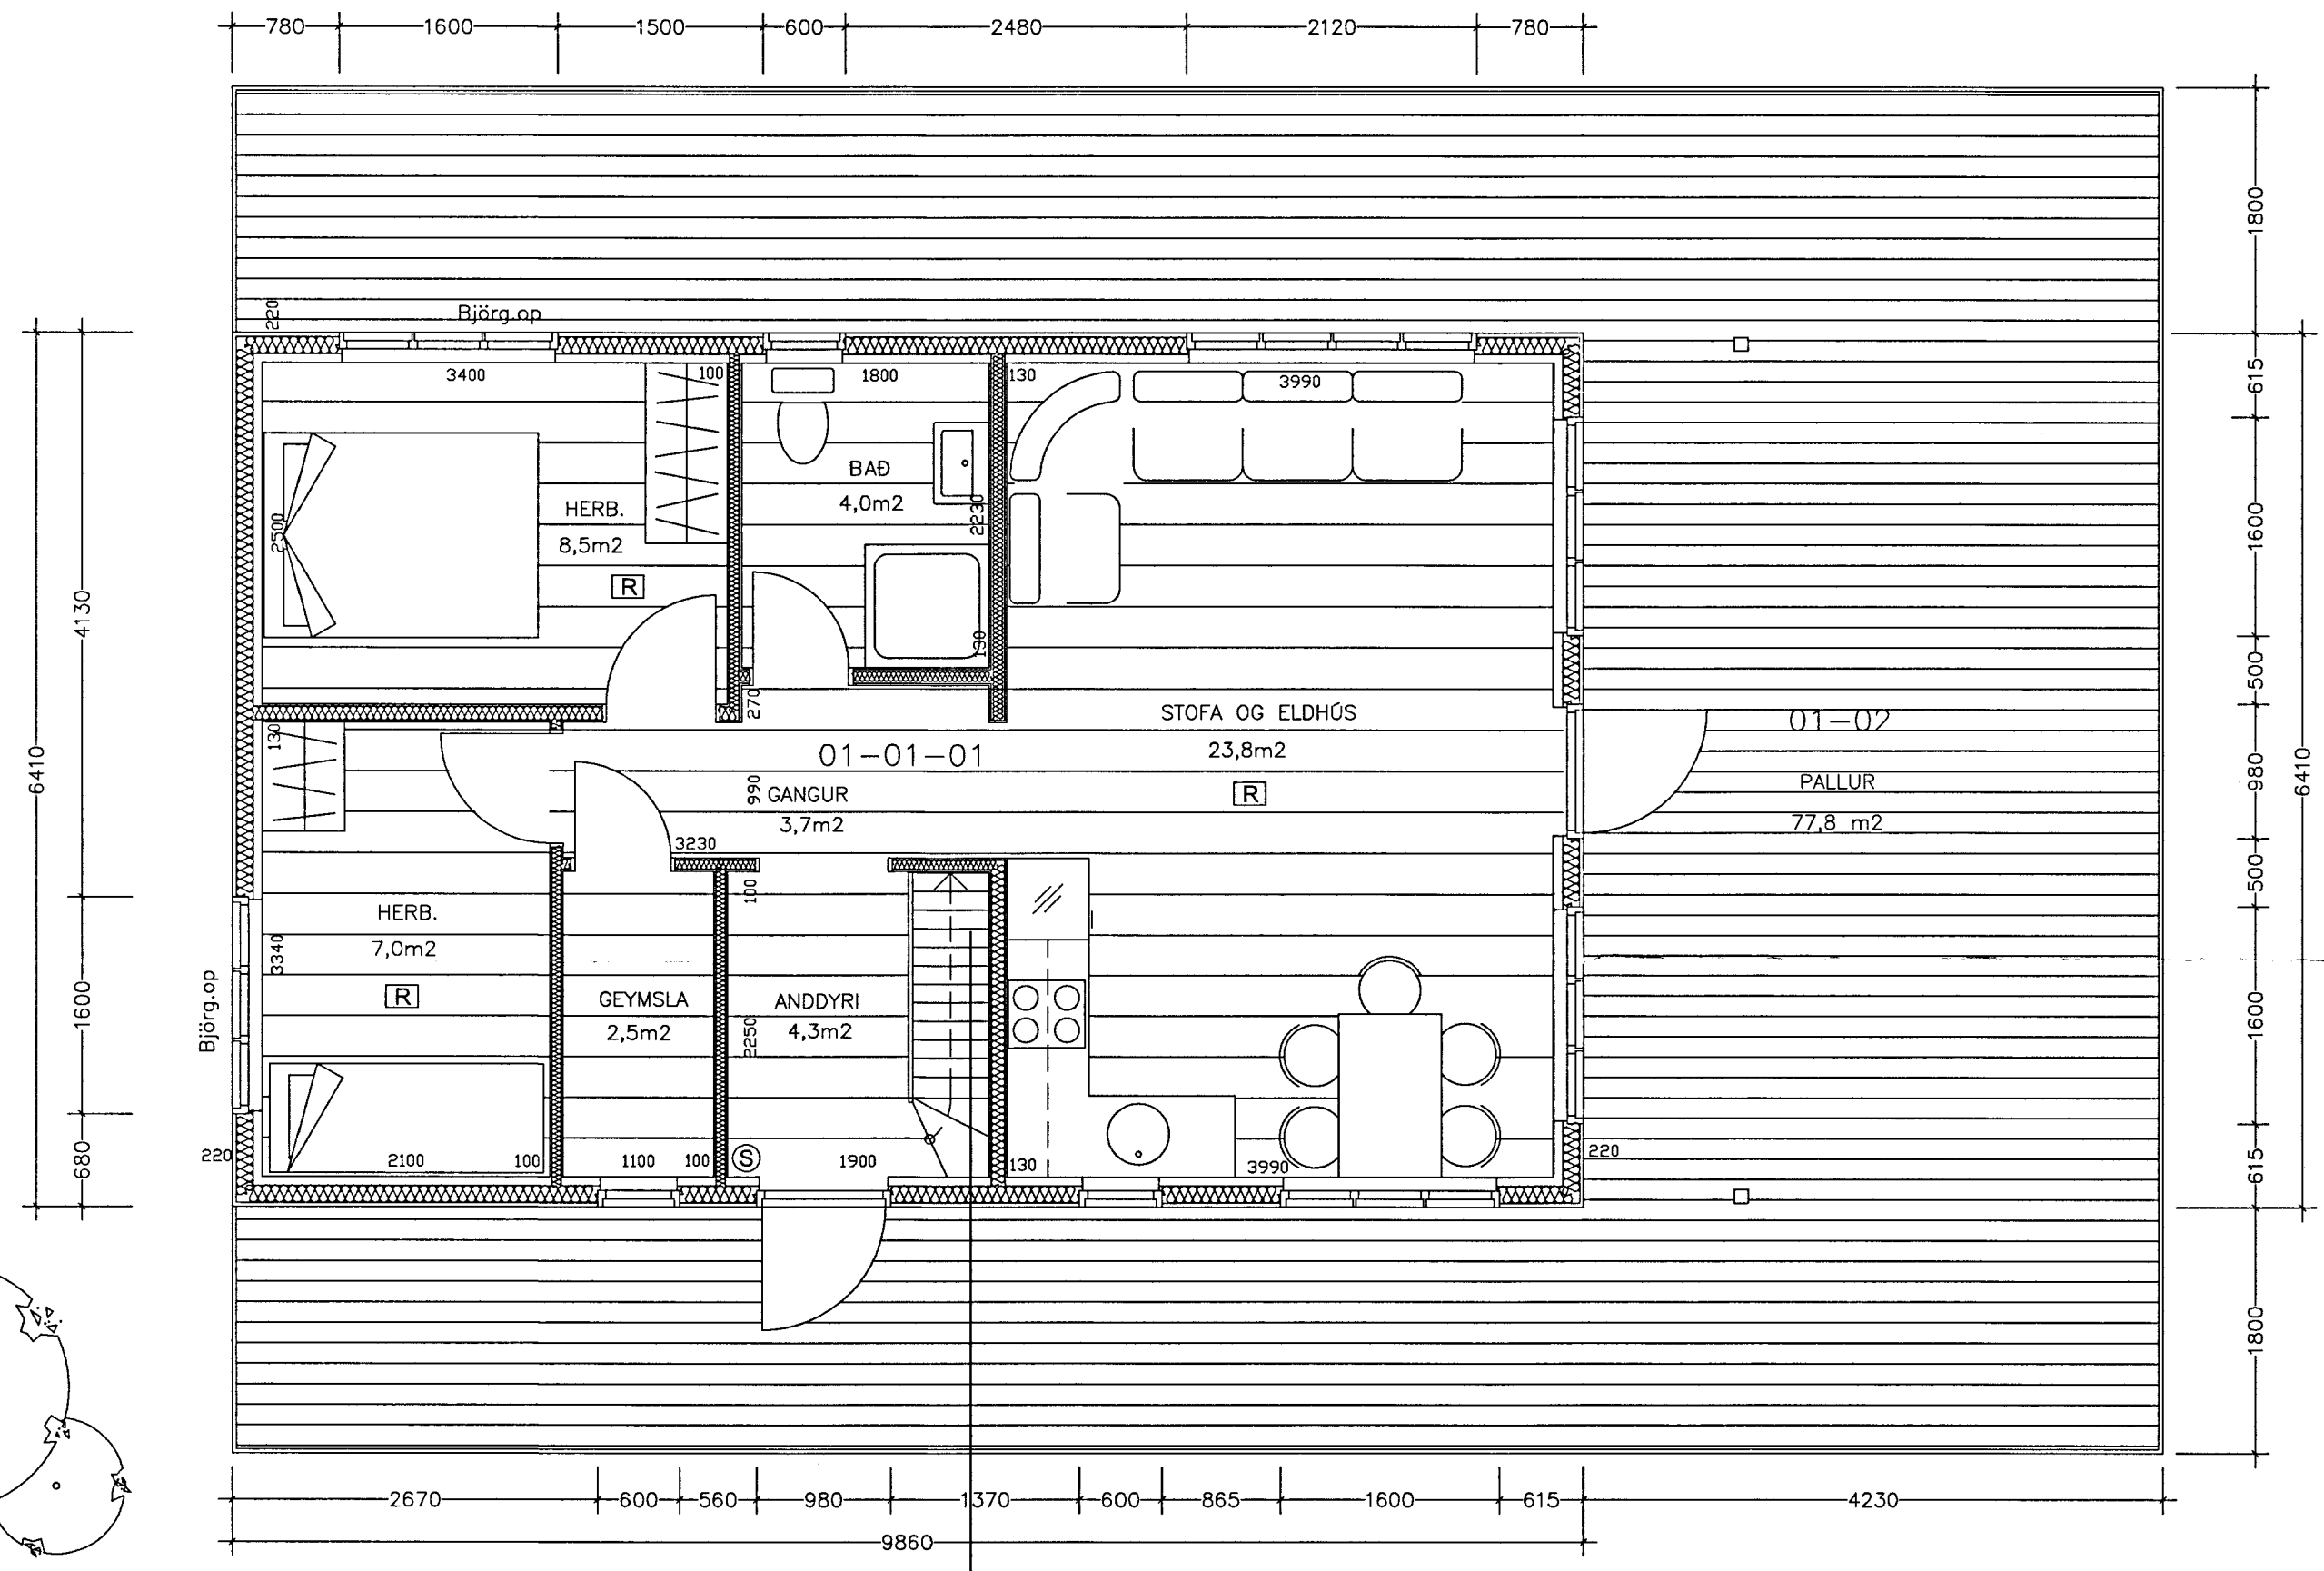 780 1600 1500 600 2480 2120 780
1800
220
Björg.op
3400
100
1800
130
3990
615
BAÐ
4,0m2
2500
HERB.
8,5m2
2230
1600
R
4130
190
500
270
STOFA OG ELDHÚS
23,8m2
01-02
130
01-01-01
6410
990
GANGUR
3,7m2
R
980
6410
PALLUR
77,8 m2
3230
100
500
HERB.
7,0m2
3340
1600
Björg.op
R
GEYMSLA
2,5m2
ANDDYRI
4,3m2
2250
1600
680
220
2100
100
1100
100
S
1900
130
3990
220
615
1800
2670 600 560 980 1370 600 865 1600 615 4230
9860